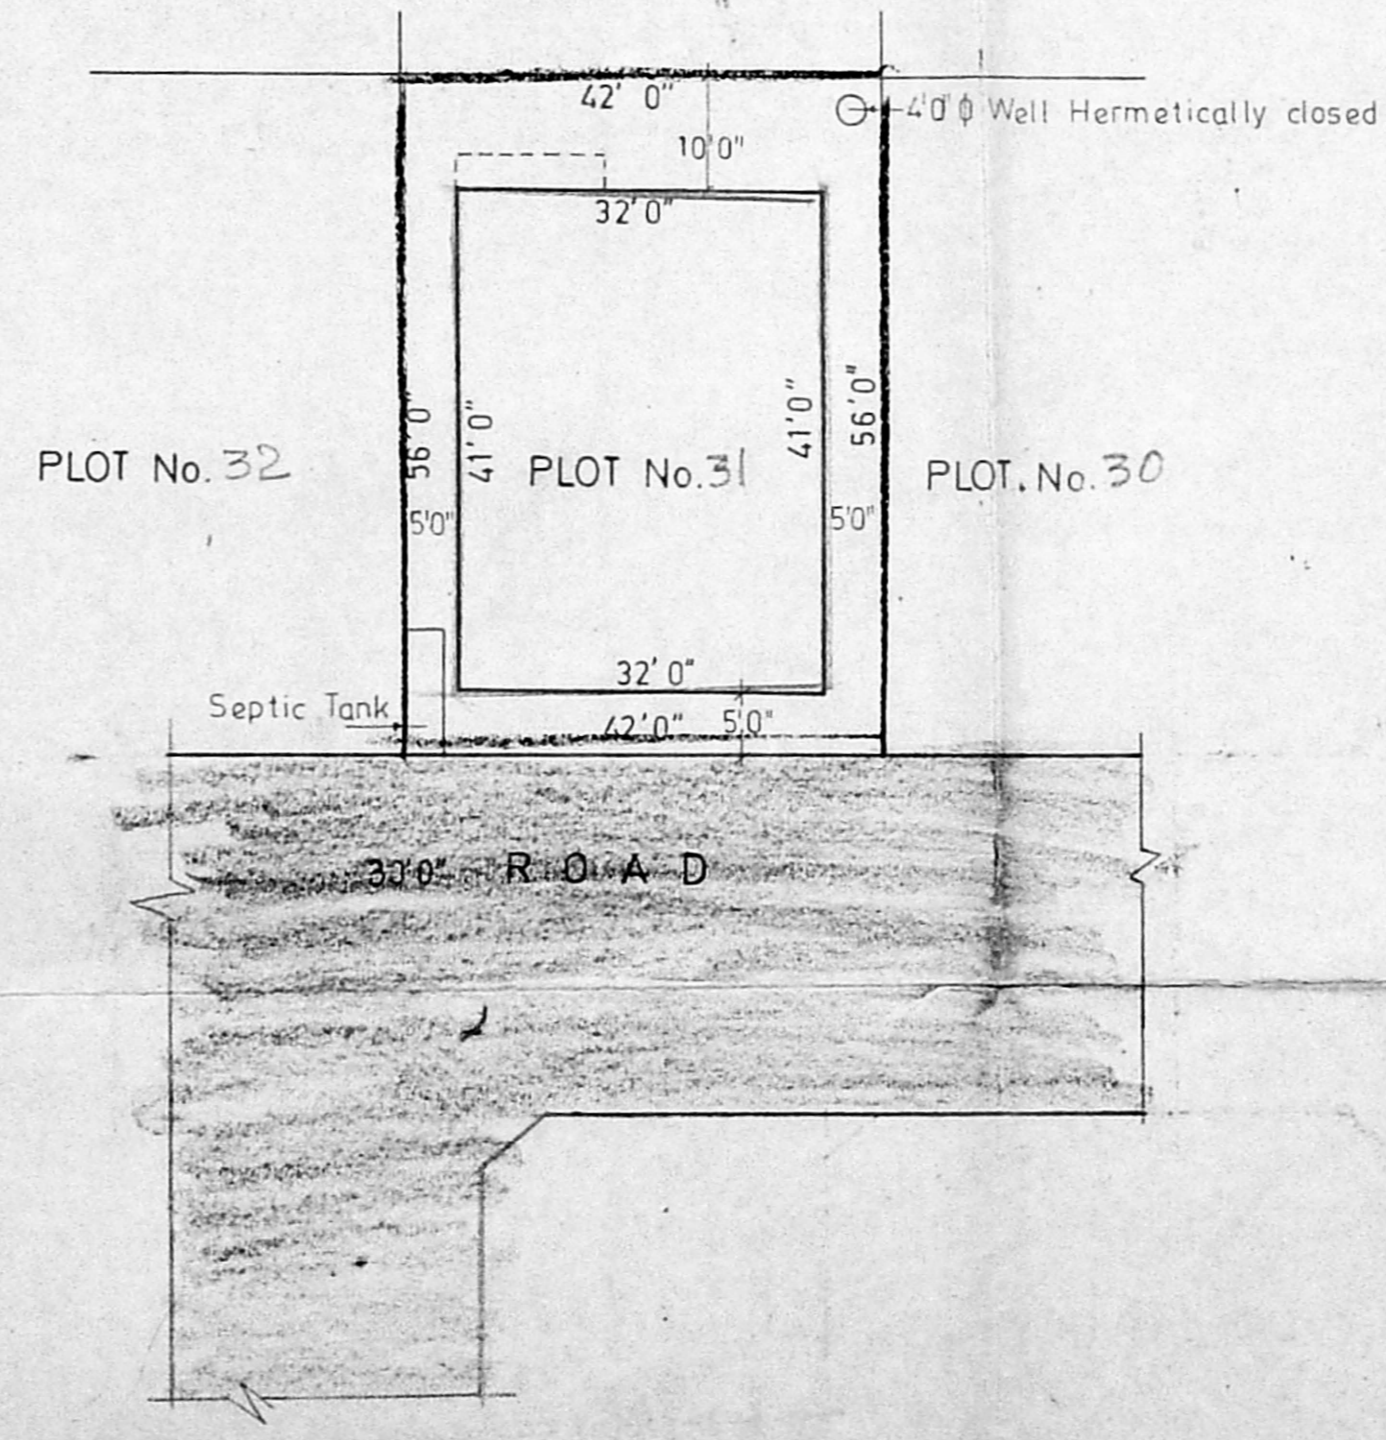 42' 0"
4'0" ϕ Well Hermetically closed
10'0"
32'0"
56'0"
41'0"
41'0"
56'0"
PLOT No. 32
PLOT No.31
PLOT. No. 30
5'0"
5'0"
32' 0"
Septic Tank
42'0"
5'0"
30'0" ROAD